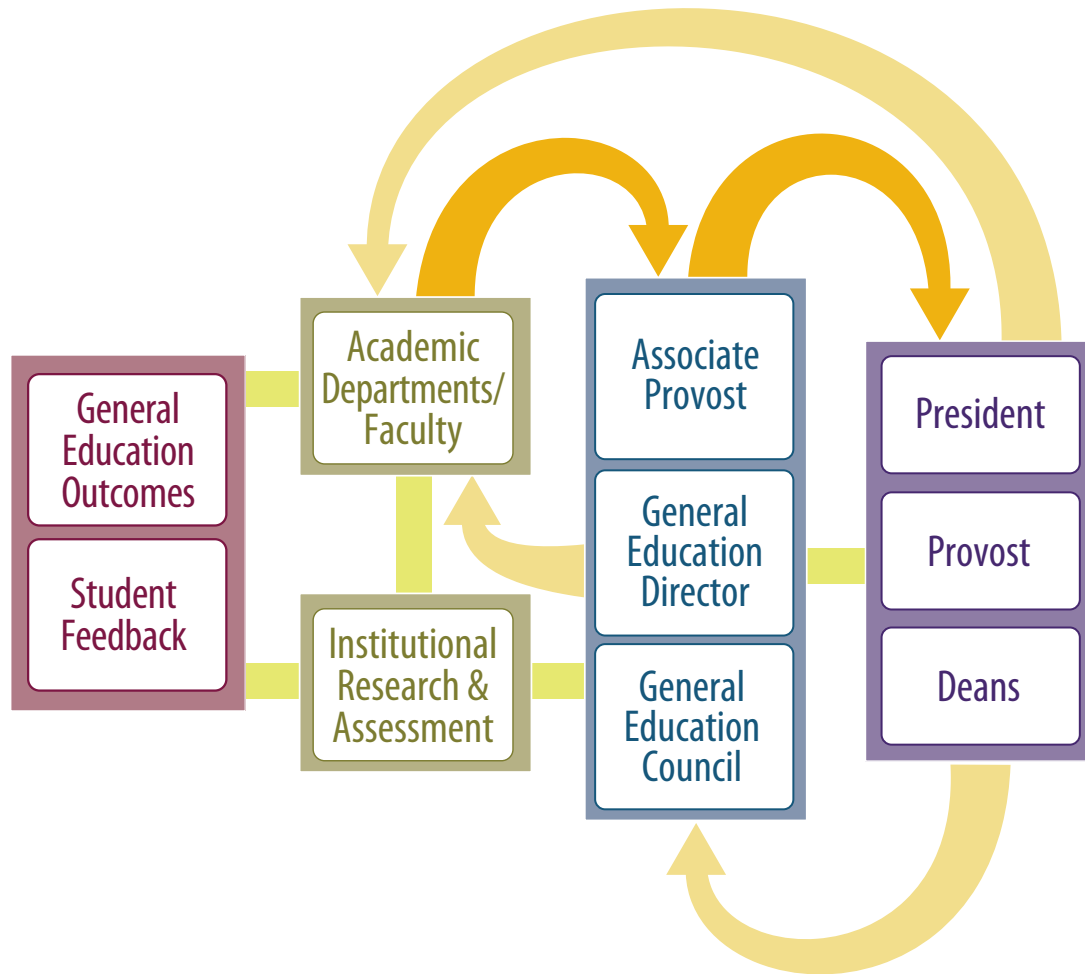 General
Education
Outcomes
Student
Feedback
Academic
Departments/
Faculty
Institutional
Research &
Assessment
Associate
Provost
General
Education
Director
General
Education
Council
President
Provost
Deans